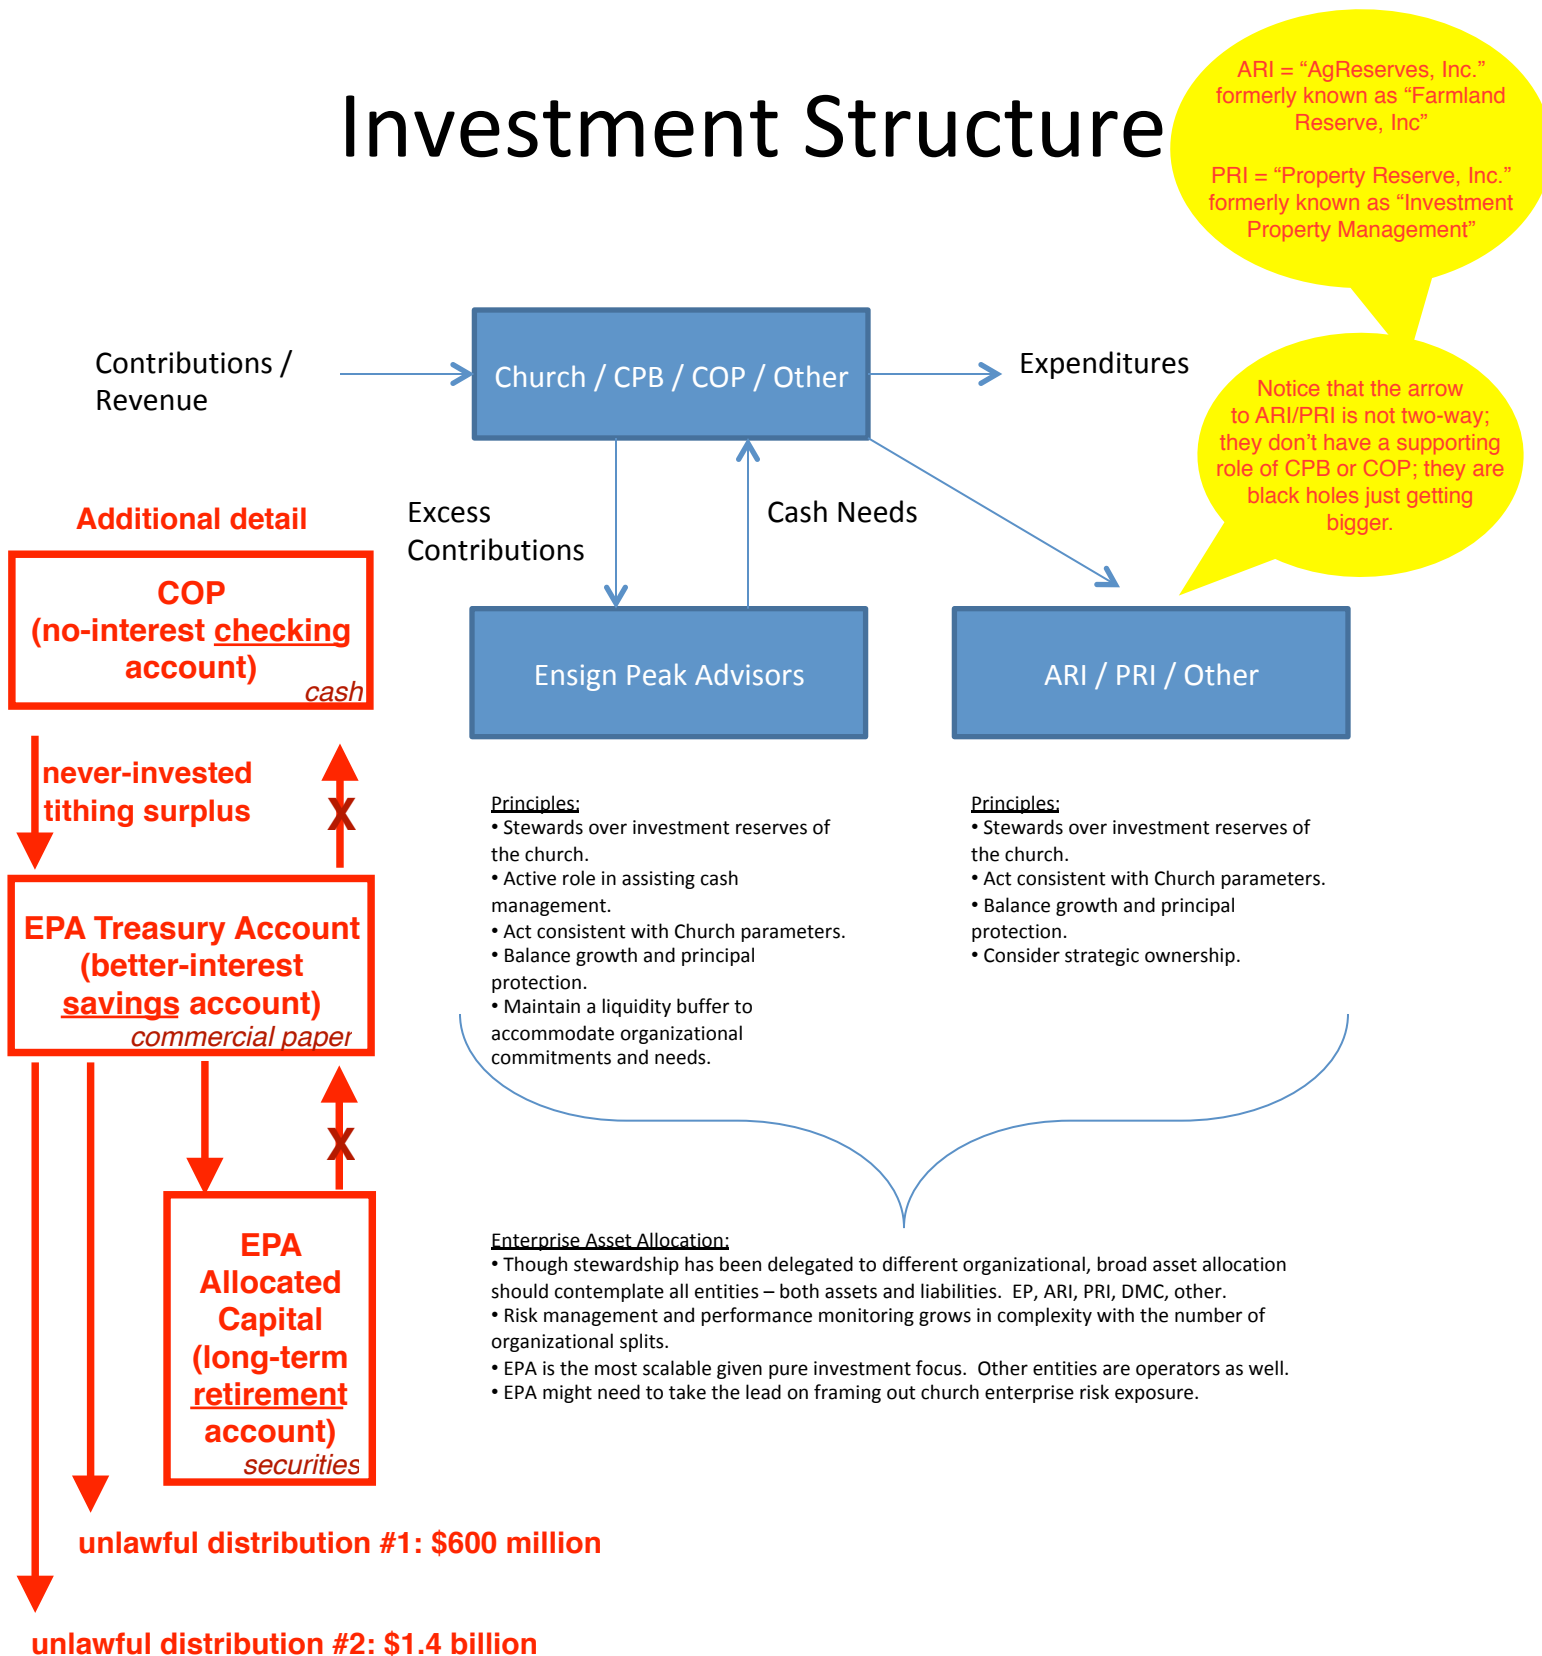 Investment Structure
ARI = “AgReserves, Inc.”
formerly known as “Farmland
Reserve, Inc”
PRI = “Property Reserve, Inc.”
formerly known as “Investment
Property Management”
Contributions /
Revenue
Church / CPB / COP / Other
Expenditures
Notice that the arrow
to ARI/PRI is not two-way;
they don’t have a supporting
role of CPB or COP; they are
black holes just getting
bigger.
Excess
Contributions
Cash Needs
Ensign Peak Advisors
ARI / PRI / Other
Additional detail
COP
(no-interest checking
account)
cash
never-invested
tithing surplus
X
EPA Treasury Account
(better-interest
savings account)
commercial paper
X
EPA
Allocated
Capital
(long-term
retirement
account)
securities
unlawful distribution #1: $600 million
unlawful distribution #2: $1.4 billion
Principles:
• Stewards over investment reserves of
the church.
• Active role in assisting cash
management.
• Act consistent with Church parameters.
• Balance growth and principal
protection.
• Maintain a liquidity buffer to
accommodate organizational
commitments and needs.
Principles:
• Stewards over investment reserves of
the church.
• Act consistent with Church parameters.
• Balance growth and principal
protection.
• Consider strategic ownership.
Enterprise Asset Allocation:
• Though stewardship has been delegated to different organizational, broad asset allocation
should contemplate all entities – both assets and liabilities.  EP, ARI, PRI, DMC, other.
• Risk management and performance monitoring grows in complexity with the number of
organizational splits.
• EPA is the most scalable given pure investment focus.  Other entities are operators as well.
• EPA might need to take the lead on framing out church enterprise risk exposure.